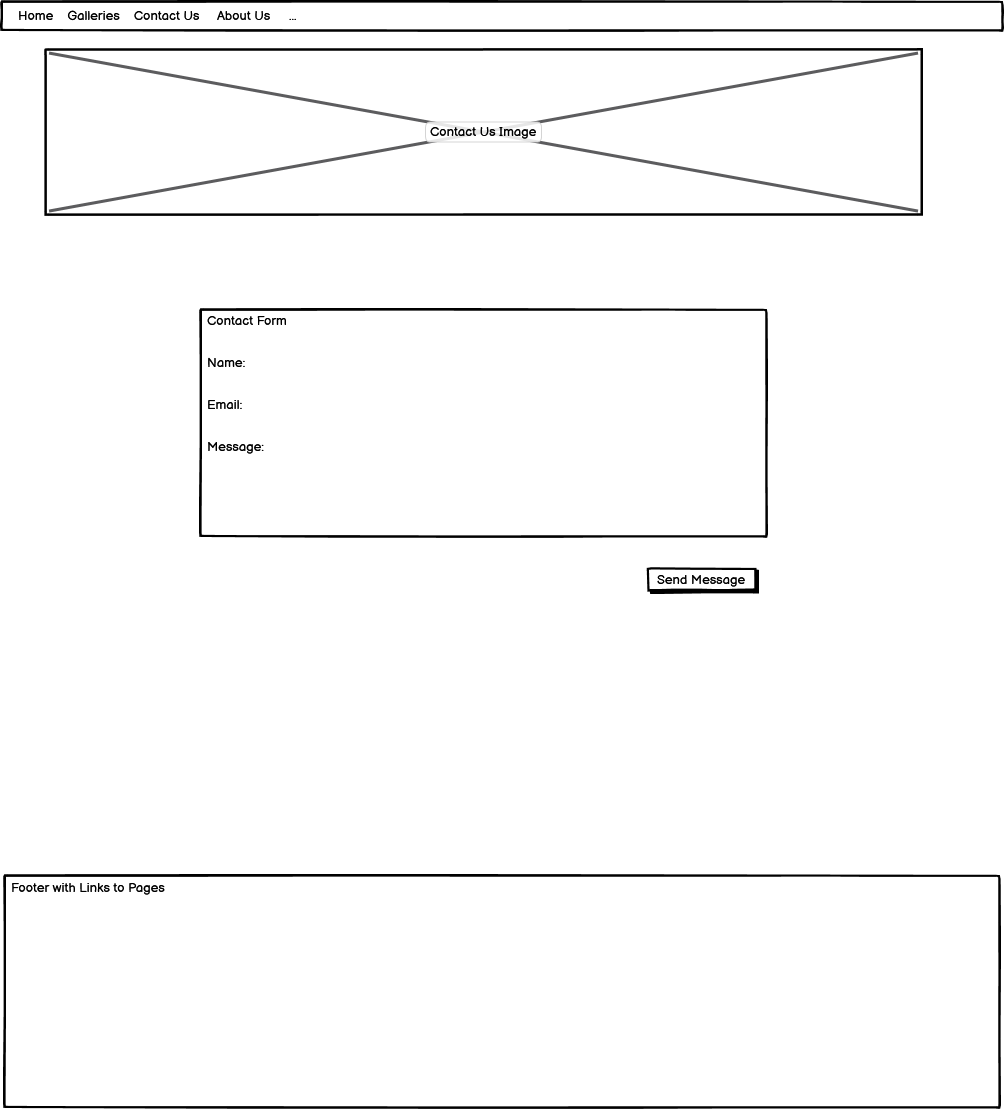 Home Galleries Contact Us About Us ...
Contact Us Image
Contact Form
Name:
Email:
Message:
Send Message
Footer with Links to Pages